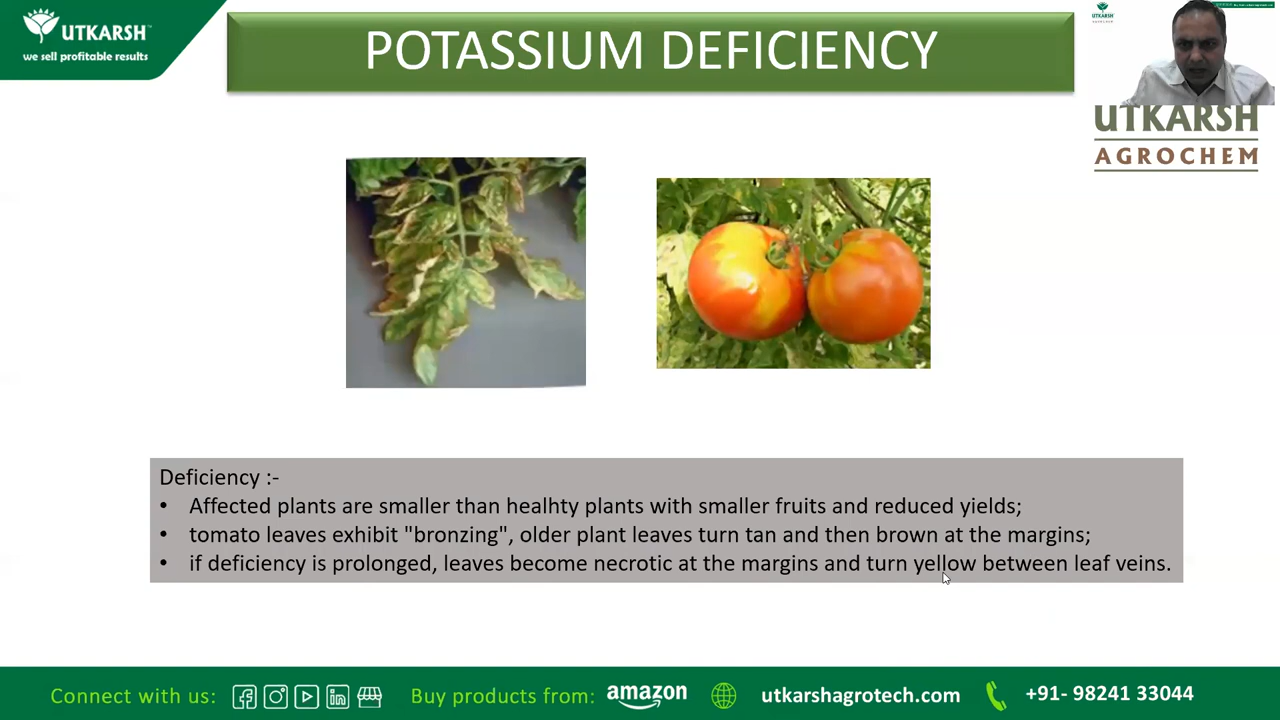 UTKARSH
we sell profitable results
POTASSIUM DEFICIENCY
UTKARSH
UTKARSH
AGROCHEM
Deficiency :-
• Affected plants are smaller than healhty plants with smaller fruits and reduced yields;
• tomato leaves exhibit "bronzing", older plant leaves turn tan and then brown at the margins;
• if deficiency is prolonged, leaves become necrotic at the margins and turn yellow between leaf veins.
Connect with us:
Buy products from: amazon
utkarshagrotech.com
+91- 98241 33044